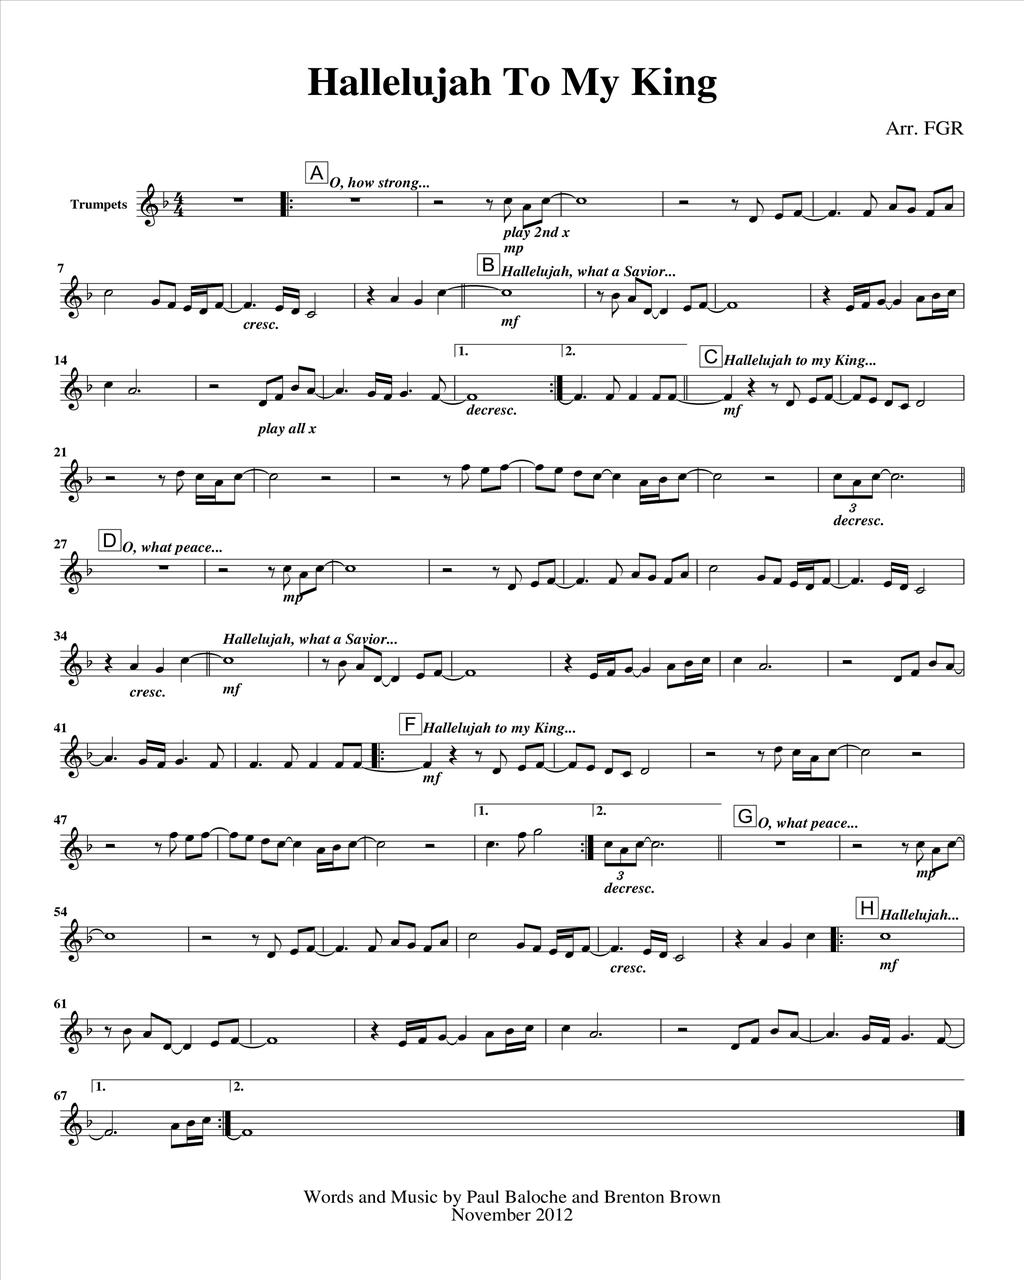 Hallelujah To My King
Arr. FGR
A O, how strong...
Trumpets
4
4
play 2nd x
mp
7
B Hallelujah, what a Savior...
cresc.
mf
14
1.
2.
C Hallelujah to my King...
play all x
decresc.
mf
21
3
decresc.
27
D O, what peace...
mp
34
Hallelujah, what a Savior...
cresc.
mf
41
F Hallelujah to my King...
mf
47
1.
2.
G O, what peace...
3
decresc.
mp
54
H Hallelujah...
cresc.
mf
61
67
1.
2.
Words and Music by Paul Baloche and Brenton Brown
November 2012